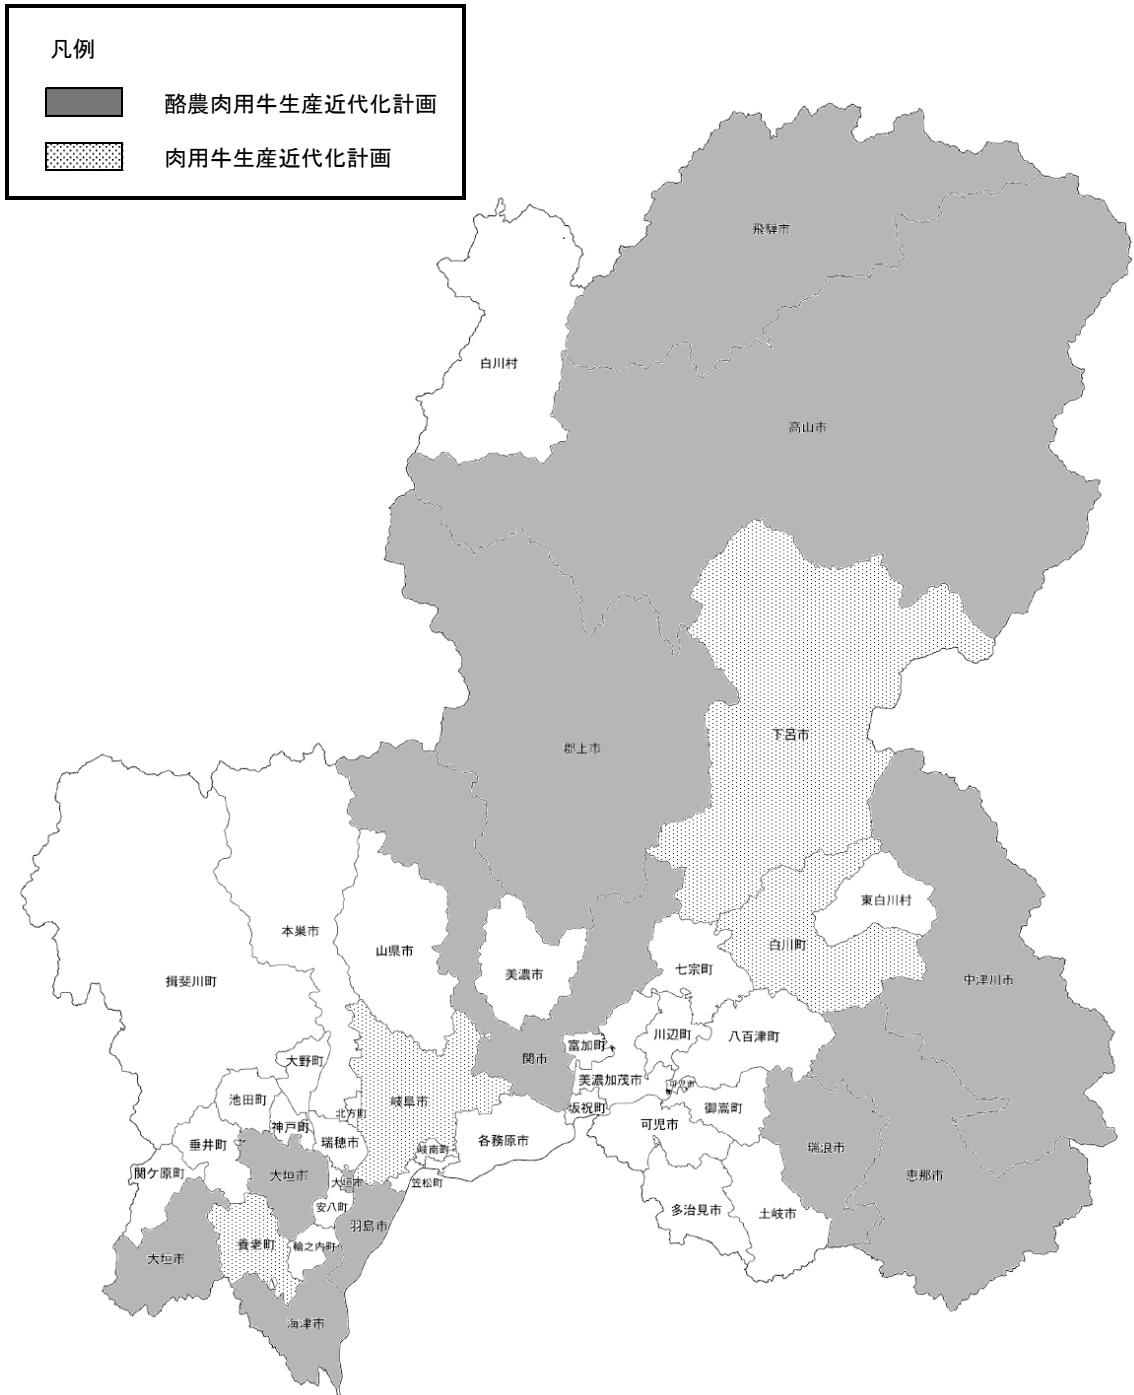 凡例
酪農肉用牛生産近代化計画
肉用牛生産近代化計画
飛騨市
白川村
高山市
郡上市
下呂市
東白川村
本巣市
白川町
山県市
七宗町
美濃市
揖斐川町
中津川市
川辺町
八百津町
富加町
関市
大野町
美濃加茂市
可児市
池田町
岐阜市
坂祝町
御嵩町
北方町
神戸町
可児市
瑞穂市
各務原市
垂井町
瑞浪市
岐南町
関ケ原町
大垣市
恵那市
大垣市
笠松町
安八町
多治見市
土岐市
羽島市
養老町
輪之内町
大垣市
海津市